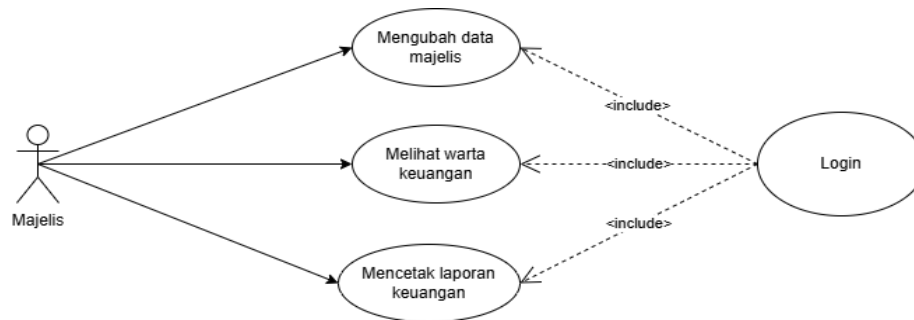 Mengubah data
majelis
<include>
Melihat warta
keuangan
<include>
Login
Majelis
<include>
Mencetak laporan
keuangan